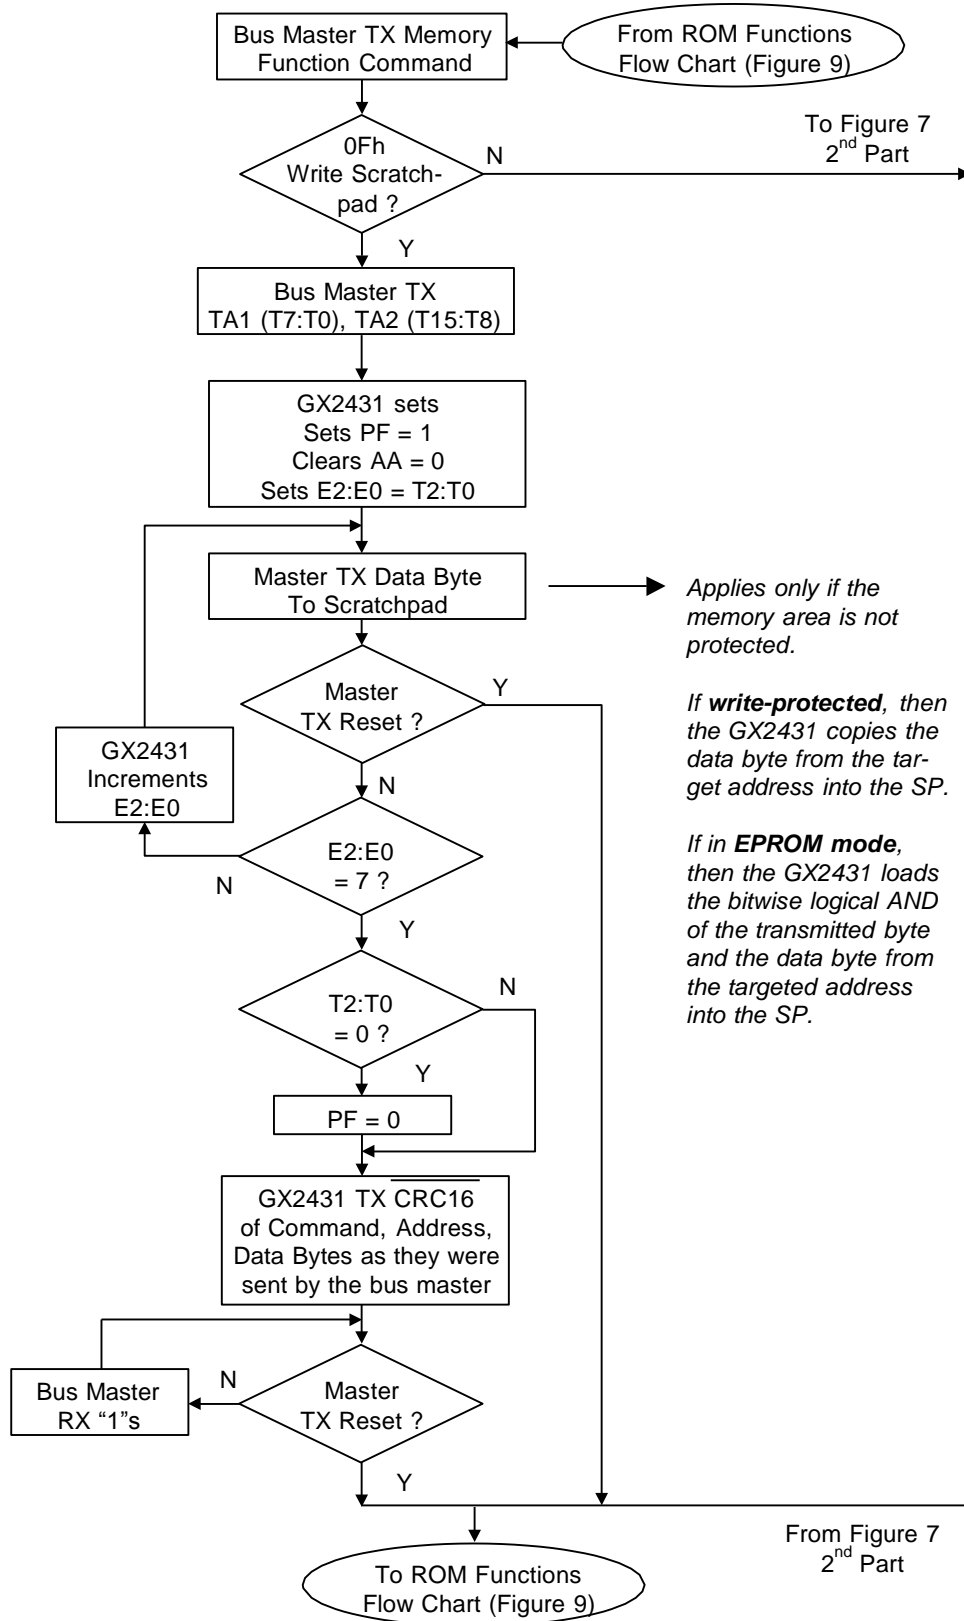 Bus Master TX Memory
Function Command
From ROM Functions
Flow Chart (Figure 9)
To Figure 7
2nd Part
0Fh
Write Scratch-
pad ?
N
Y
Bus Master TX
TA1 (T7:T0), TA2 (T15:T8)
GX2431 sets
Sets PF = 1
Clears AA = 0
Sets E2:E0 = T2:T0
Master TX Data Byte
To Scratchpad
Applies only if the
memory area is not
protected.
If write-protected, then
the GX2431 copies the
data byte from the tar-
get address into the SP.
If in EPROM mode,
then the GX2431 loads
the bitwise logical AND
of the transmitted byte
and the data byte from
the targeted address
into the SP.
Master
TX Reset ?
Y
N
GX2431
Increments
E2:E0
E2:E0
= 7 ?
N
Y
T2:T0
= 0 ?
N
Y
PF = 0
GX2431 TX CRC16
of Command, Address,
Data Bytes as they were
sent by the bus master
Bus Master
RX “1”s
N
Master
TX Reset ?
Y
From Figure 7
2nd Part
To ROM Functions
Flow Chart (Figure 9)